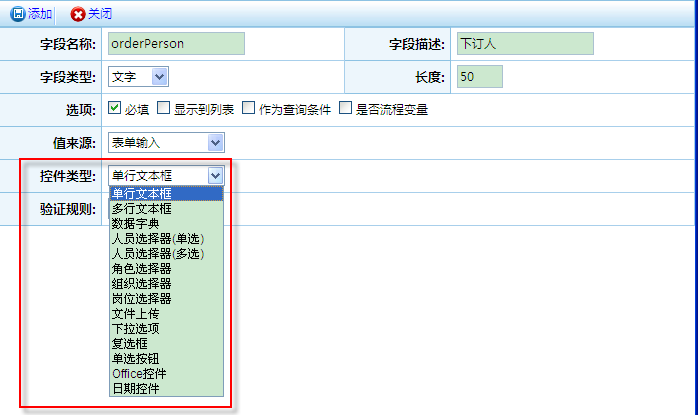 添加 关闭
字段名称: orderPerson 字段描述: 下订人
字段类型: 文字 长度: 50
选项: 必填 显示到列表 作为查询条件 是否流程变量
值来源: 表单输入
控件类型: 单行文本框
单行文本框
验证规则: 多行文本框
数据字典
人员选择器(单选)
人员选择器(多选)
角色选择器
组织选择器
岗位选择器
文件上传
下拉选项
复选框
单选按钮
Office控件
日期控件